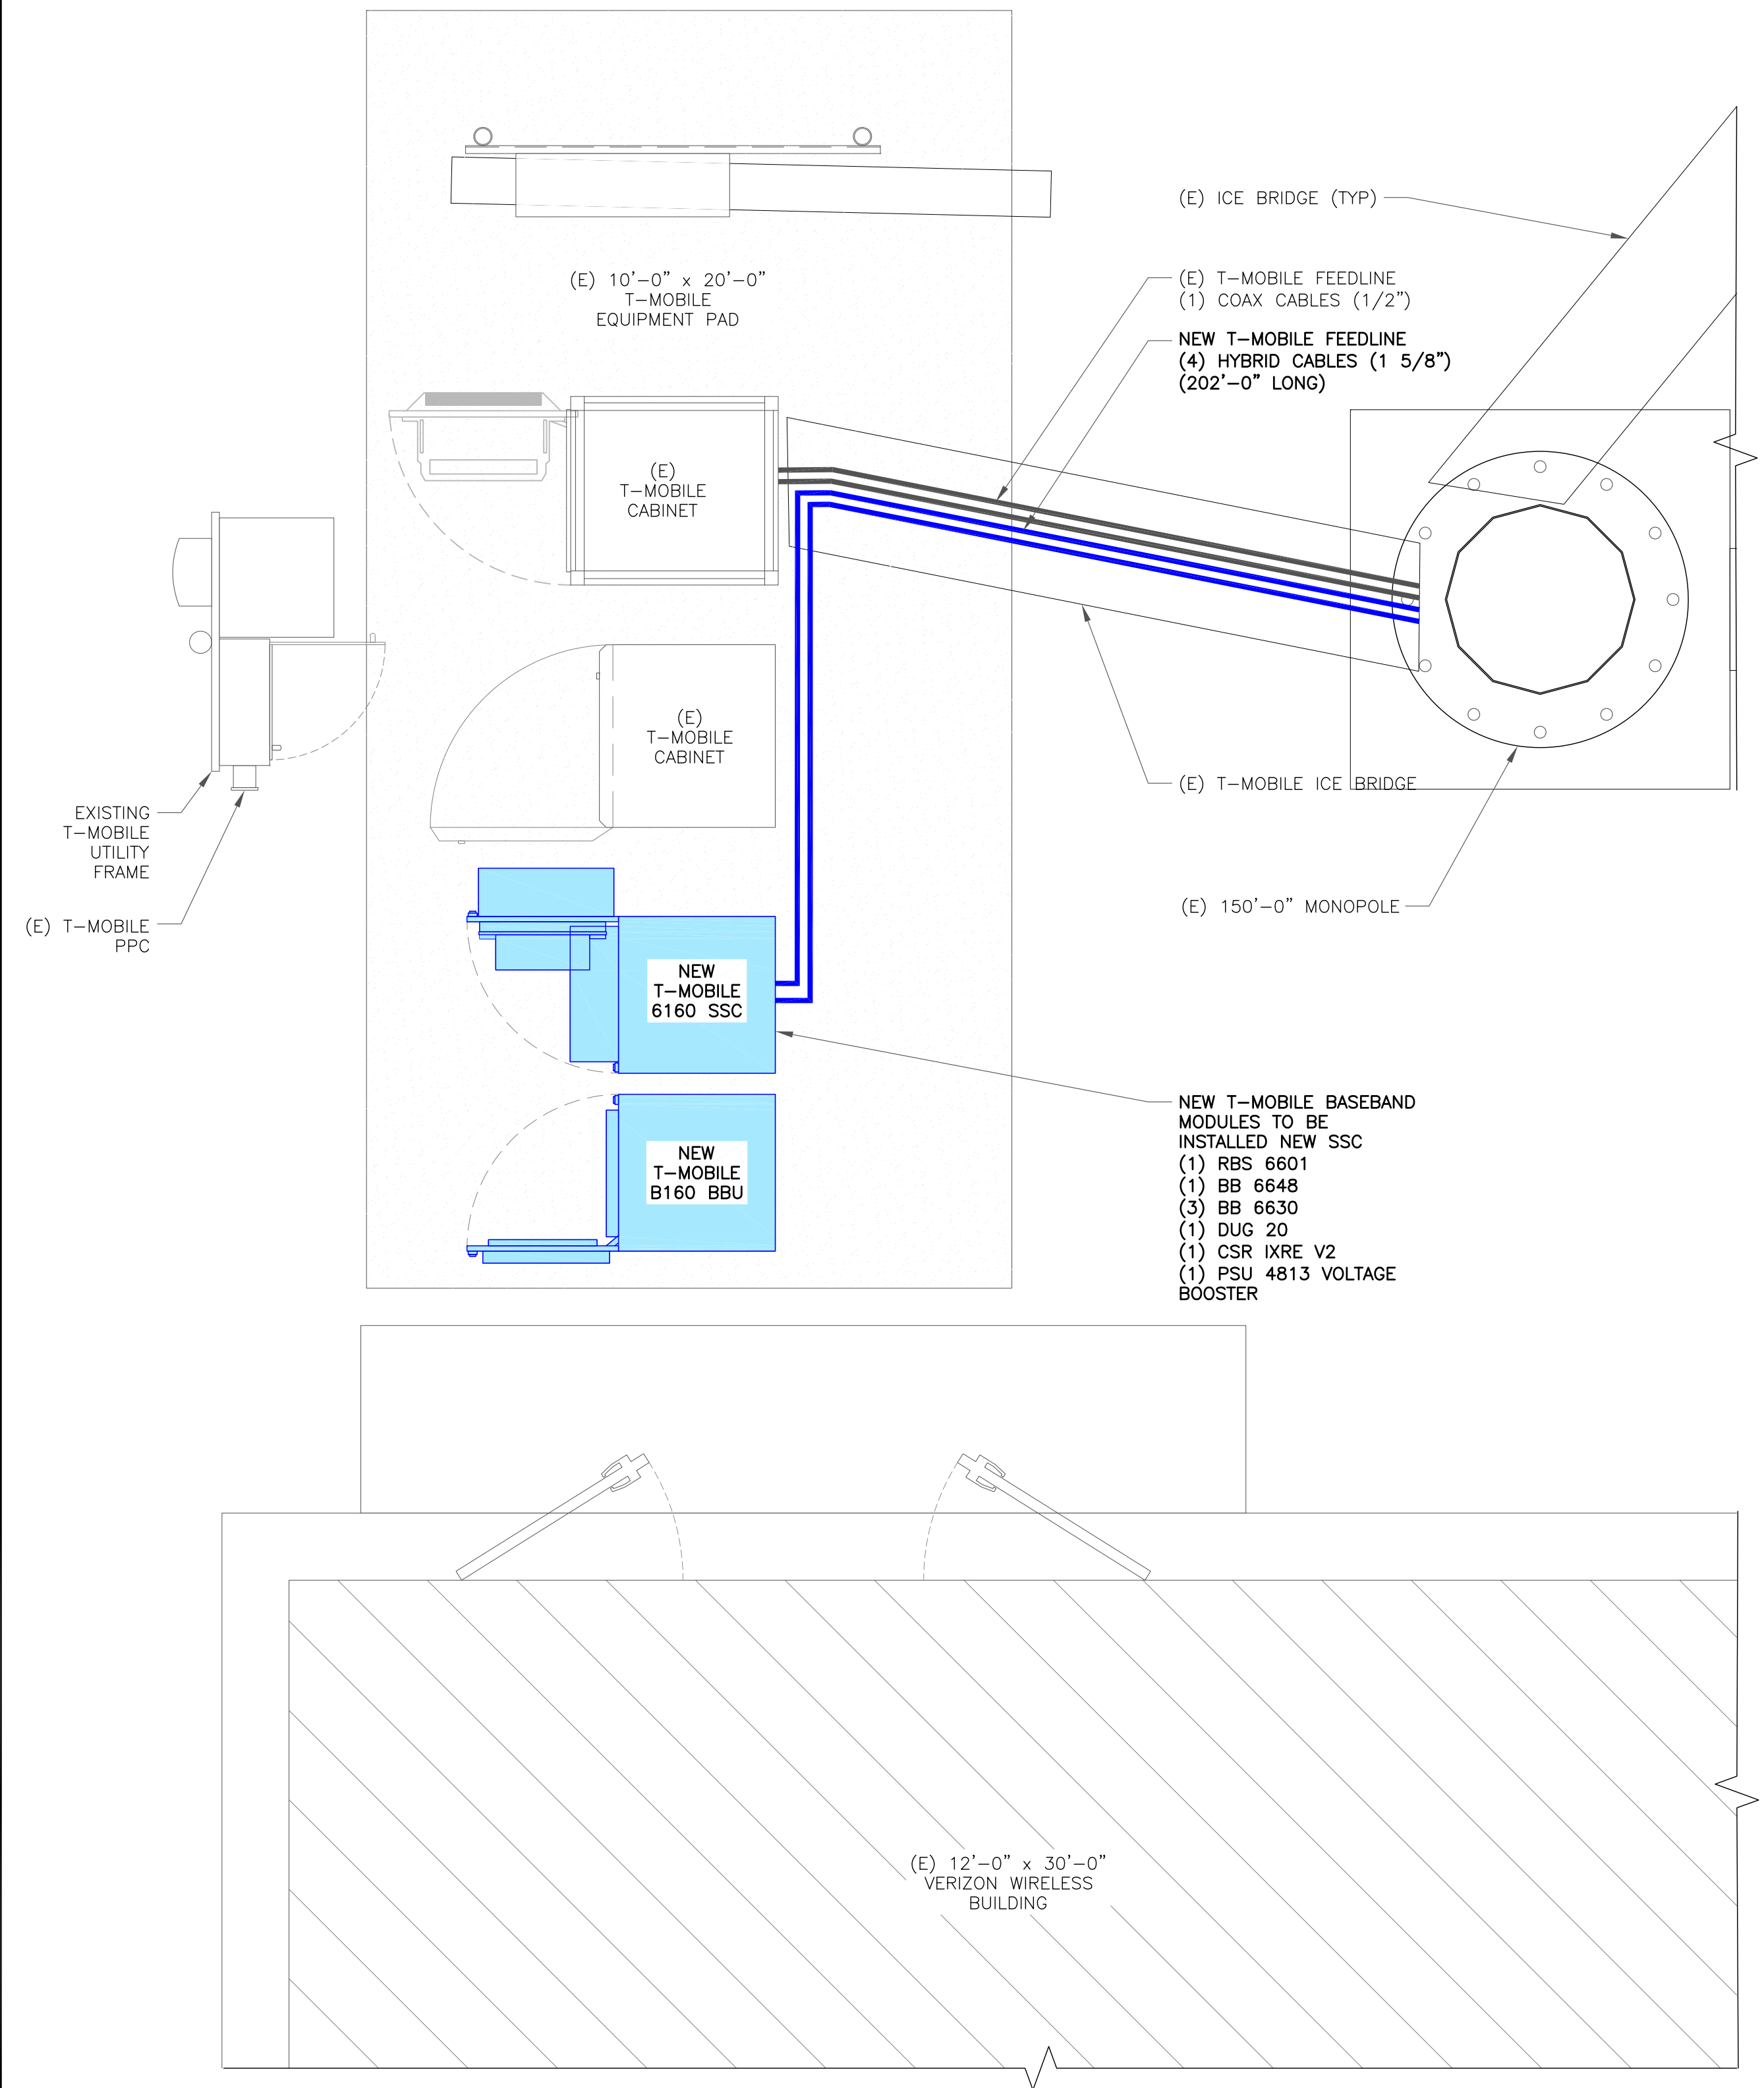 (E) ICE BRIDGE (TYP)
(E) 10'-0" x 20'-0"
T-MOBILE
EQUIPMENT PAD
(E) T-MOBILE FEEDLINE
(1) COAX CABLES (1/2")
NEW T-MOBILE FEEDLINE
(4) HYBRID CABLES (1 5/8")
(202'-0" LONG)
(E)
T-MOBILE
CABINET
(E)
T-MOBILE
CABINET
(E) T-MOBILE ICE BRIDGE
EXISTING
T-MOBILE
UTILITY
FRAME
(E) T-MOBILE
PPC
(E) 150'-0" MONOPOLE
NEW
T-MOBILE
6160 SSC
NEW
T-MOBILE
B160 BBU
NEW T-MOBILE BASEBAND
MODULES TO BE
INSTALLED NEW SSC
(1) RBS 6601
(1) BB 6648
(3) BB 6630
(1) DUG 20
(1) CSR IXRE V2
(1) PSU 4813 VOLTAGE
BOOSTER
(E) 12'-0" x 30'-0"
VERIZON WIRELESS
BUILDING